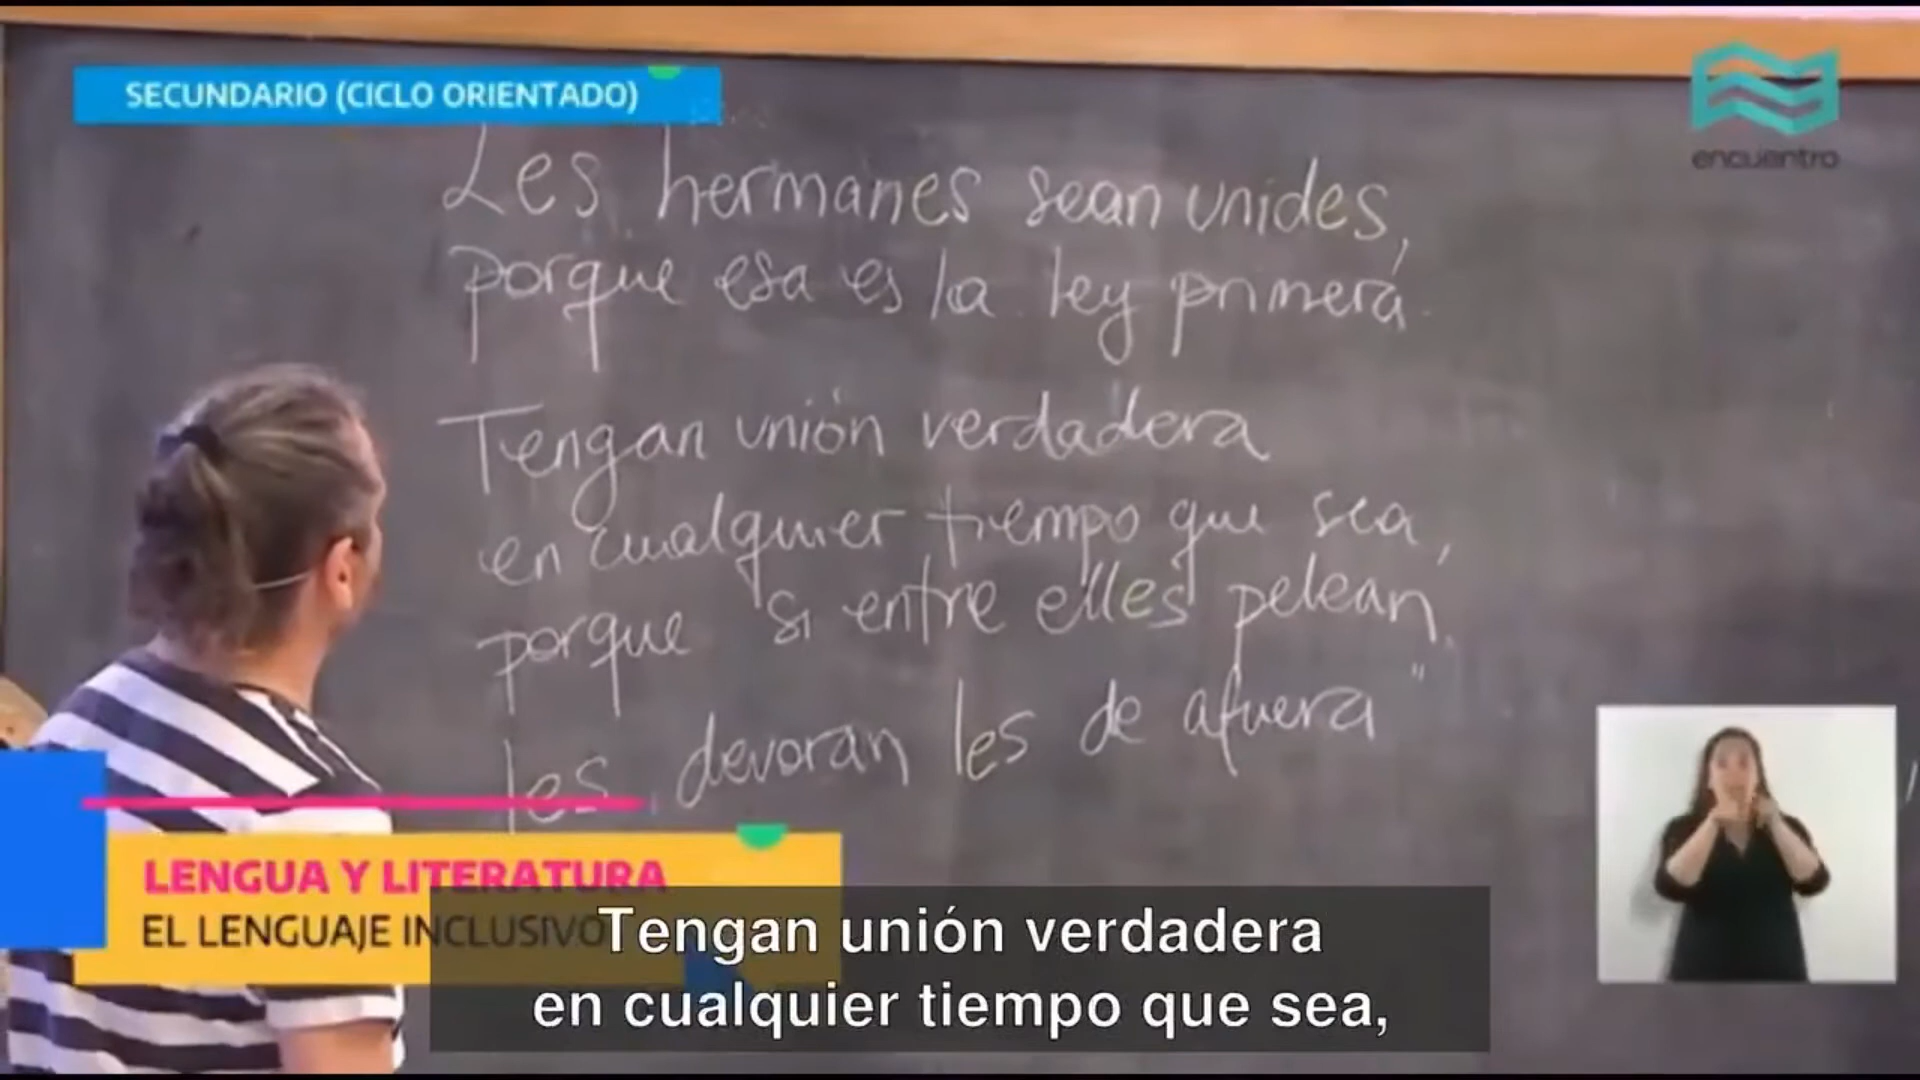 SECUNDARIO (CICLO ORIENTADO)
encuentro
Les hermanes sean unides,
porque esa es la ley primera.
Tengan unión verdadera
en cualquier tiempo que sea,
porque si entre elles pelean,
les devoran les de afuera"
LENGUA Y LITERATURA
EL LENGUAJE INCLUSIVO
Tengan unión verdadera
en cualquier tiempo que sea,